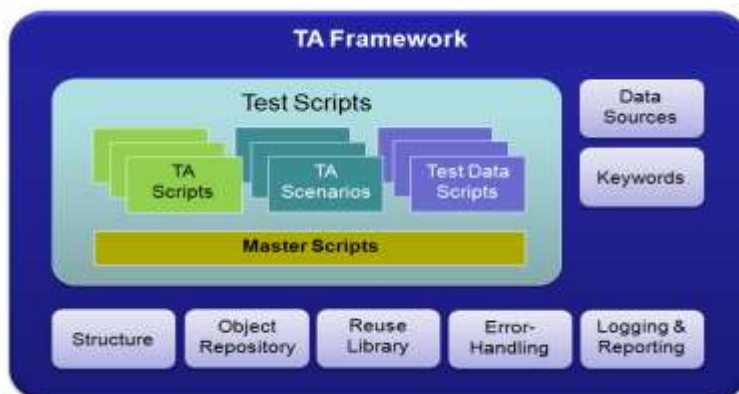 TA Framework
Test Scripts
TA
Scripts
TA
Scenarios
Test Data
Scripts
Master Scripts
Data
Sources
Keywords
Structure
Object
Repository
Reuse
Library
Error-
Handling
Logging &
Reporting